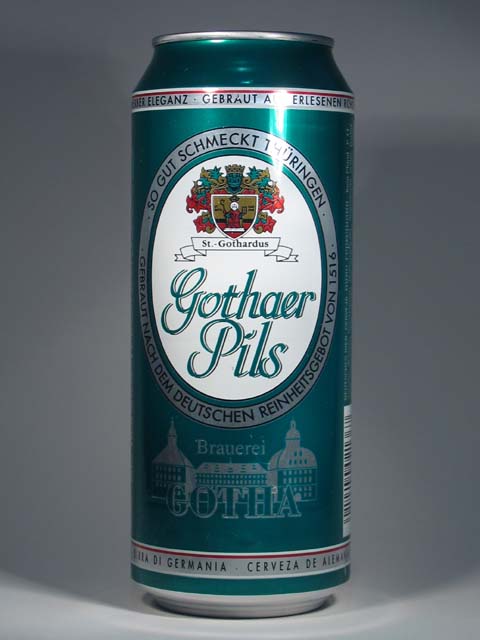 ELEGANZ · GEBRAUT AUS ERLESENEN
· SO GUT SCHMECKT THÜRINGEN ·
St.-Gothardus
Gothaer
Pils
GEBRAUT NACH DEM DEUTSCHEN REINHEITSGEBOT VON 1516
Brauerei
GOTHA
DI GERMANIA · CERVEZA DE